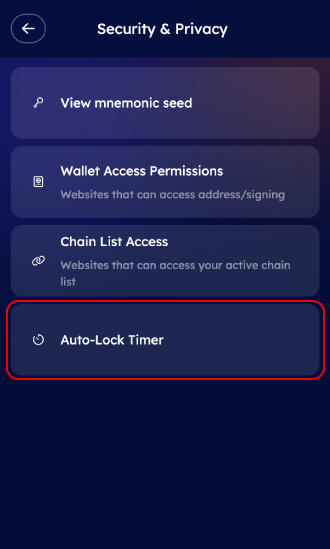 Security & Privacy
View mnemonic seed
Wallet Access Permissions
Websites that can access address/signing
Chain List Access
Websites that can access your active chain
list
Auto-Lock Timer